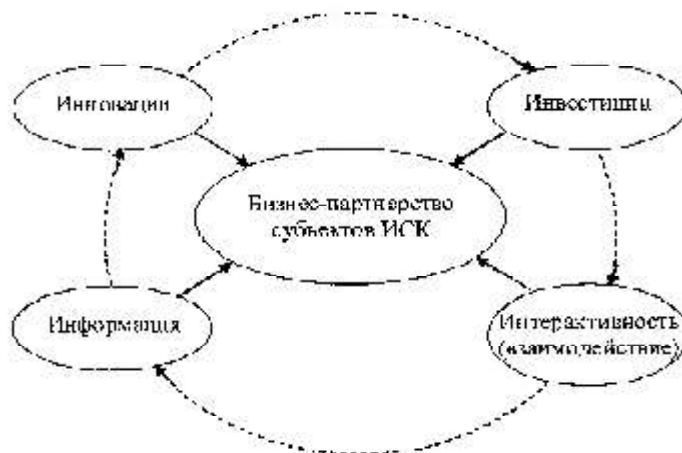 Инновации
Инвестиции
Бизнес-партнерство
субъектов ИСК
Информация
Интерактивность
(взаимодействие)